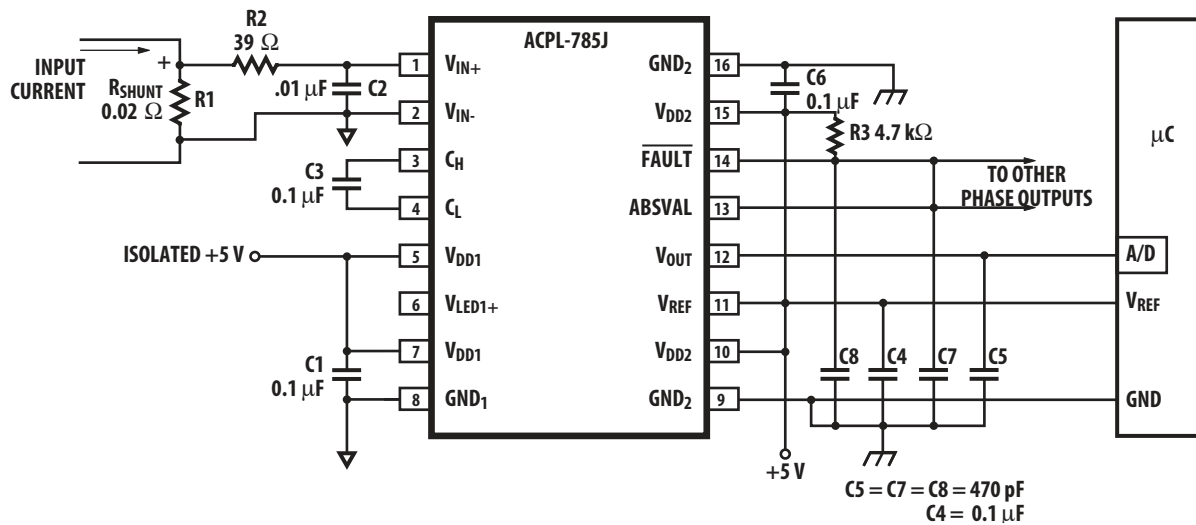 R2
39 Ω
ACPL-785J
INPUT
CURRENT
+
RSHUNT
0.02 Ω
R1
.01 μF
C2
1
VIN+
2
VIN-
C3
0.1 μF
3
CH
4
CL
ISOLATED +5 V
5
VDD1
6
VLED1+
7
VDD1
C1
0.1 μF
8
GND1
GND2
16
C6
0.1 μF
VDD2
15
R3 4.7 kΩ
FAULT
14
TO OTHER
PHASE OUTPUTS
ABSVAL
13
VOUT
12
VREF
11
VDD2
10
GND2
9
C8
C4
C7
C5
μC
A/D
VREF
GND
+5 V
C5 = C7 = C8 = 470 pF
C4 = 0.1 μF